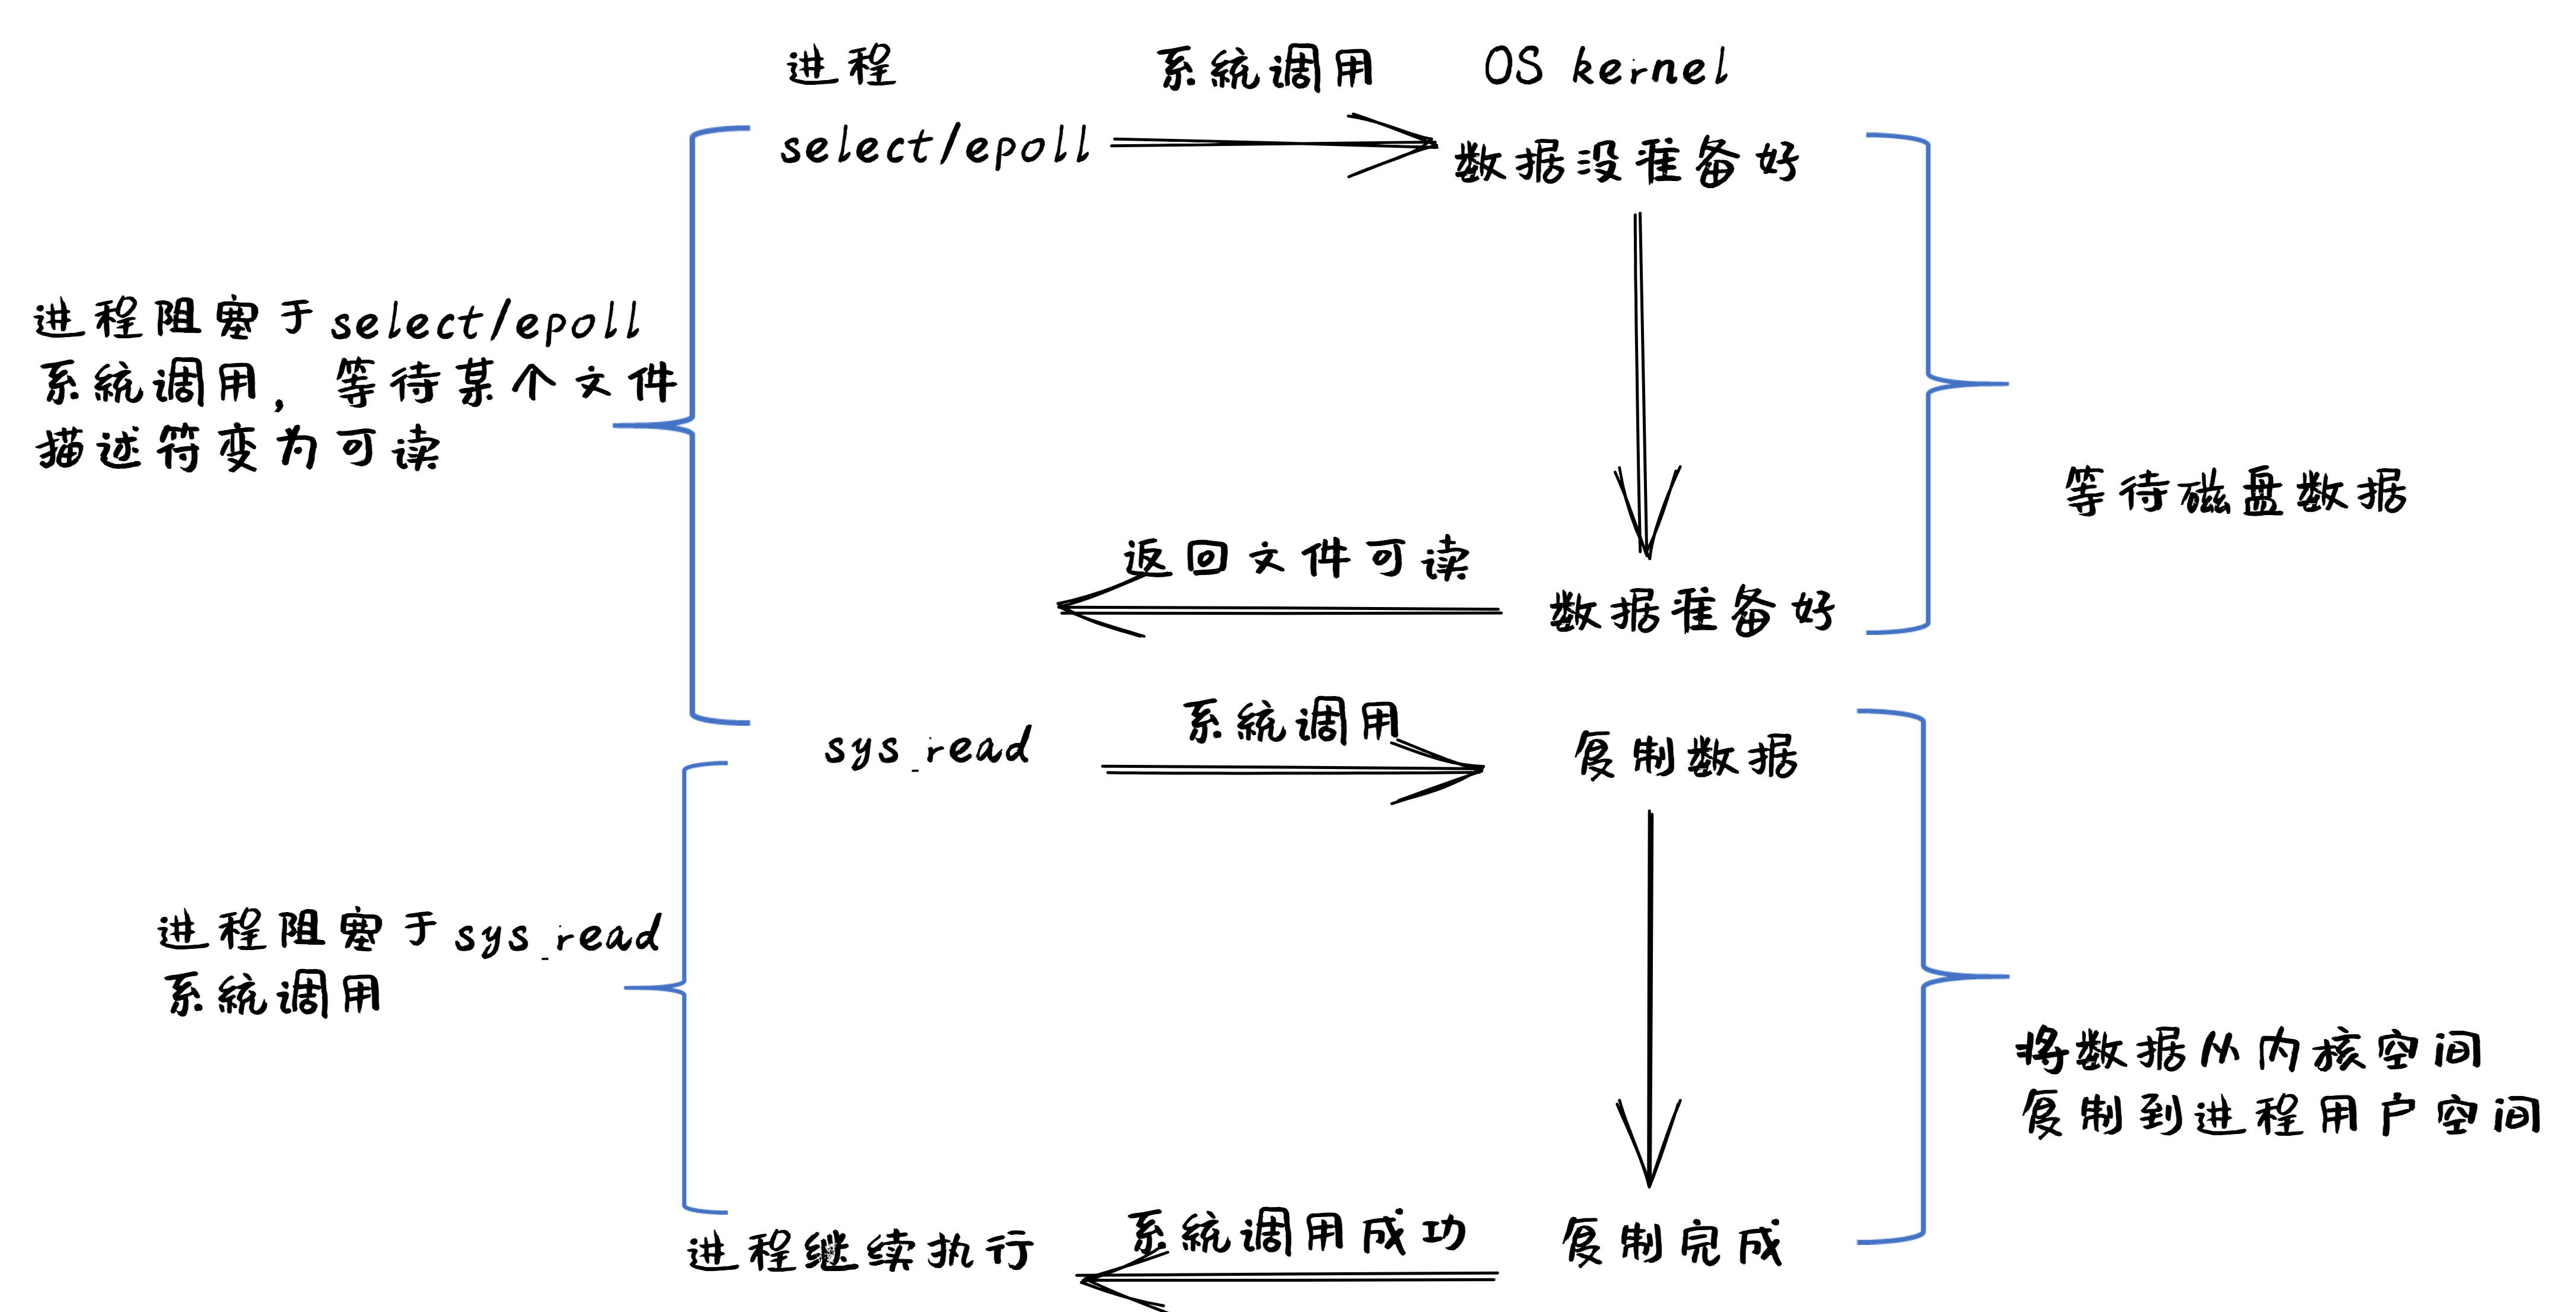 进程
系统调用
OS kernel
select/epoll
数据没准备好
进程阻塞于select/epoll
系统调用，等待某个文件
描述符变为可读
等待磁盘数据
返回文件可读
数据准备好
sys_read
系统调用
复制数据
进程阻塞于sys_read
系统调用
将数据从内核空间
复制到进程用户空间
进程继续执行
系统调用成功
复制完成